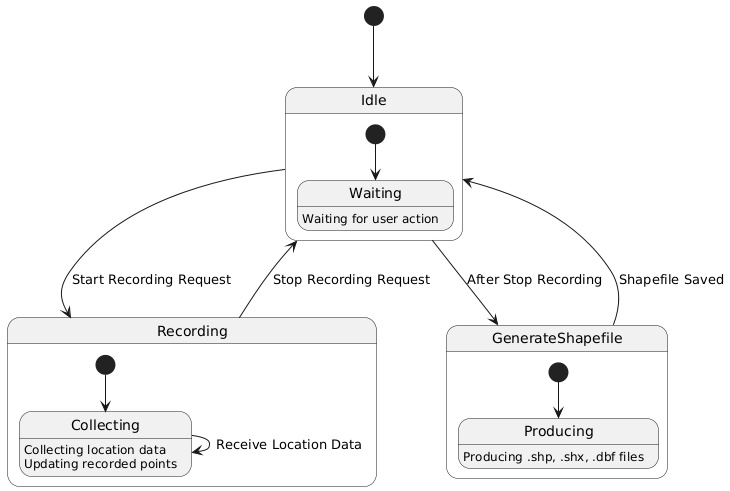 Idle
Waiting
Waiting for user action
Start Recording Request
Stop Recording Request
After Stop Recording
Shapefile Saved
Recording
Collecting
Collecting location data
Updating recorded points
Receive Location Data
GenerateShapefile
Producing
Producing .shp, .shx, .dbf files